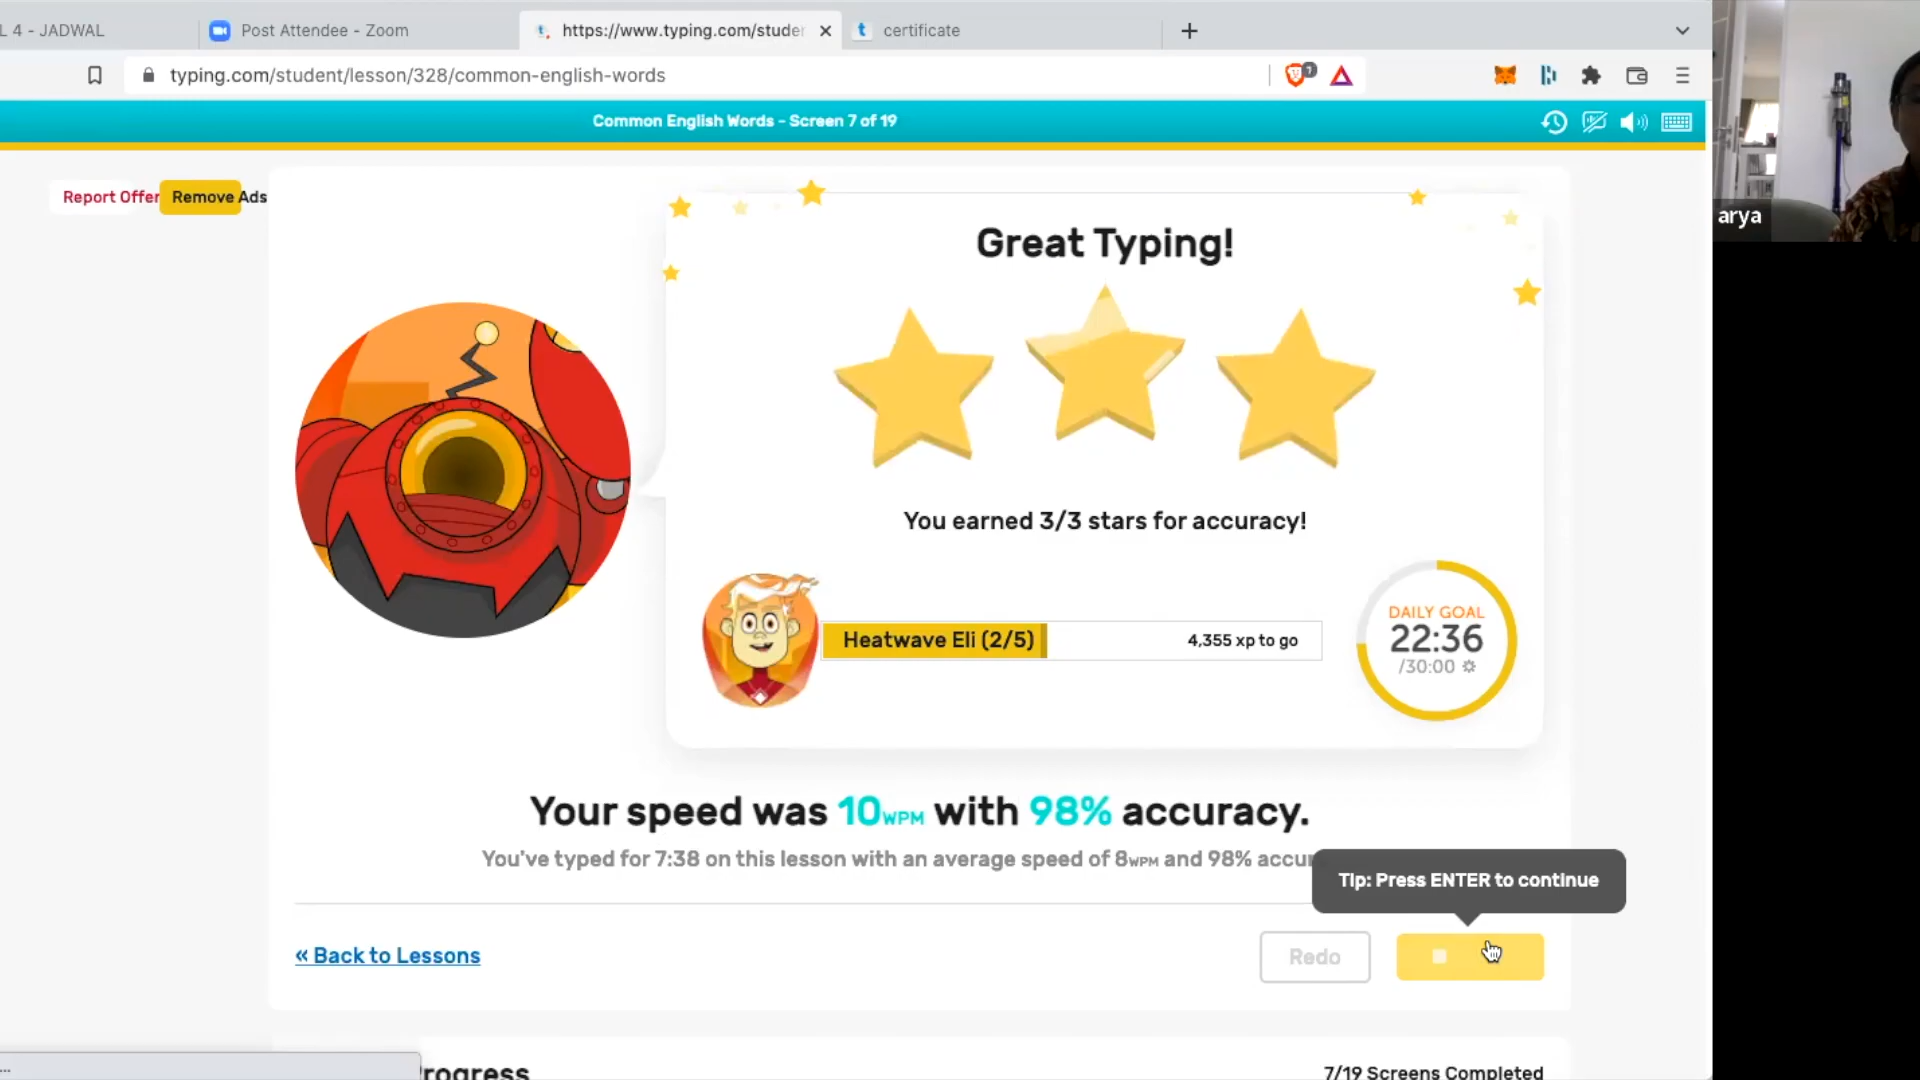 L 4 - JADWAL
Post Attendee - Zoom
https://www.typing.com/studen
certificate
typing.com/student/lesson/328/common-english-words
1
Common English Words - Screen 7 of 19
Report Offer
Remove Ads
arya
Great Typing!
You earned 3/3 stars for accuracy!
Heatwave Eli (2/5)
4,355 xp to go
DAILY GOAL
22:36
/30:00
Your speed was 10WPM with 98% accuracy.
You've typed for 7:38 on this lesson with an average speed of 8WPM and 98% accur
Tip: Press ENTER to continue
« Back to Lessons
Redo
...
rogress
7/19 Screens Completed